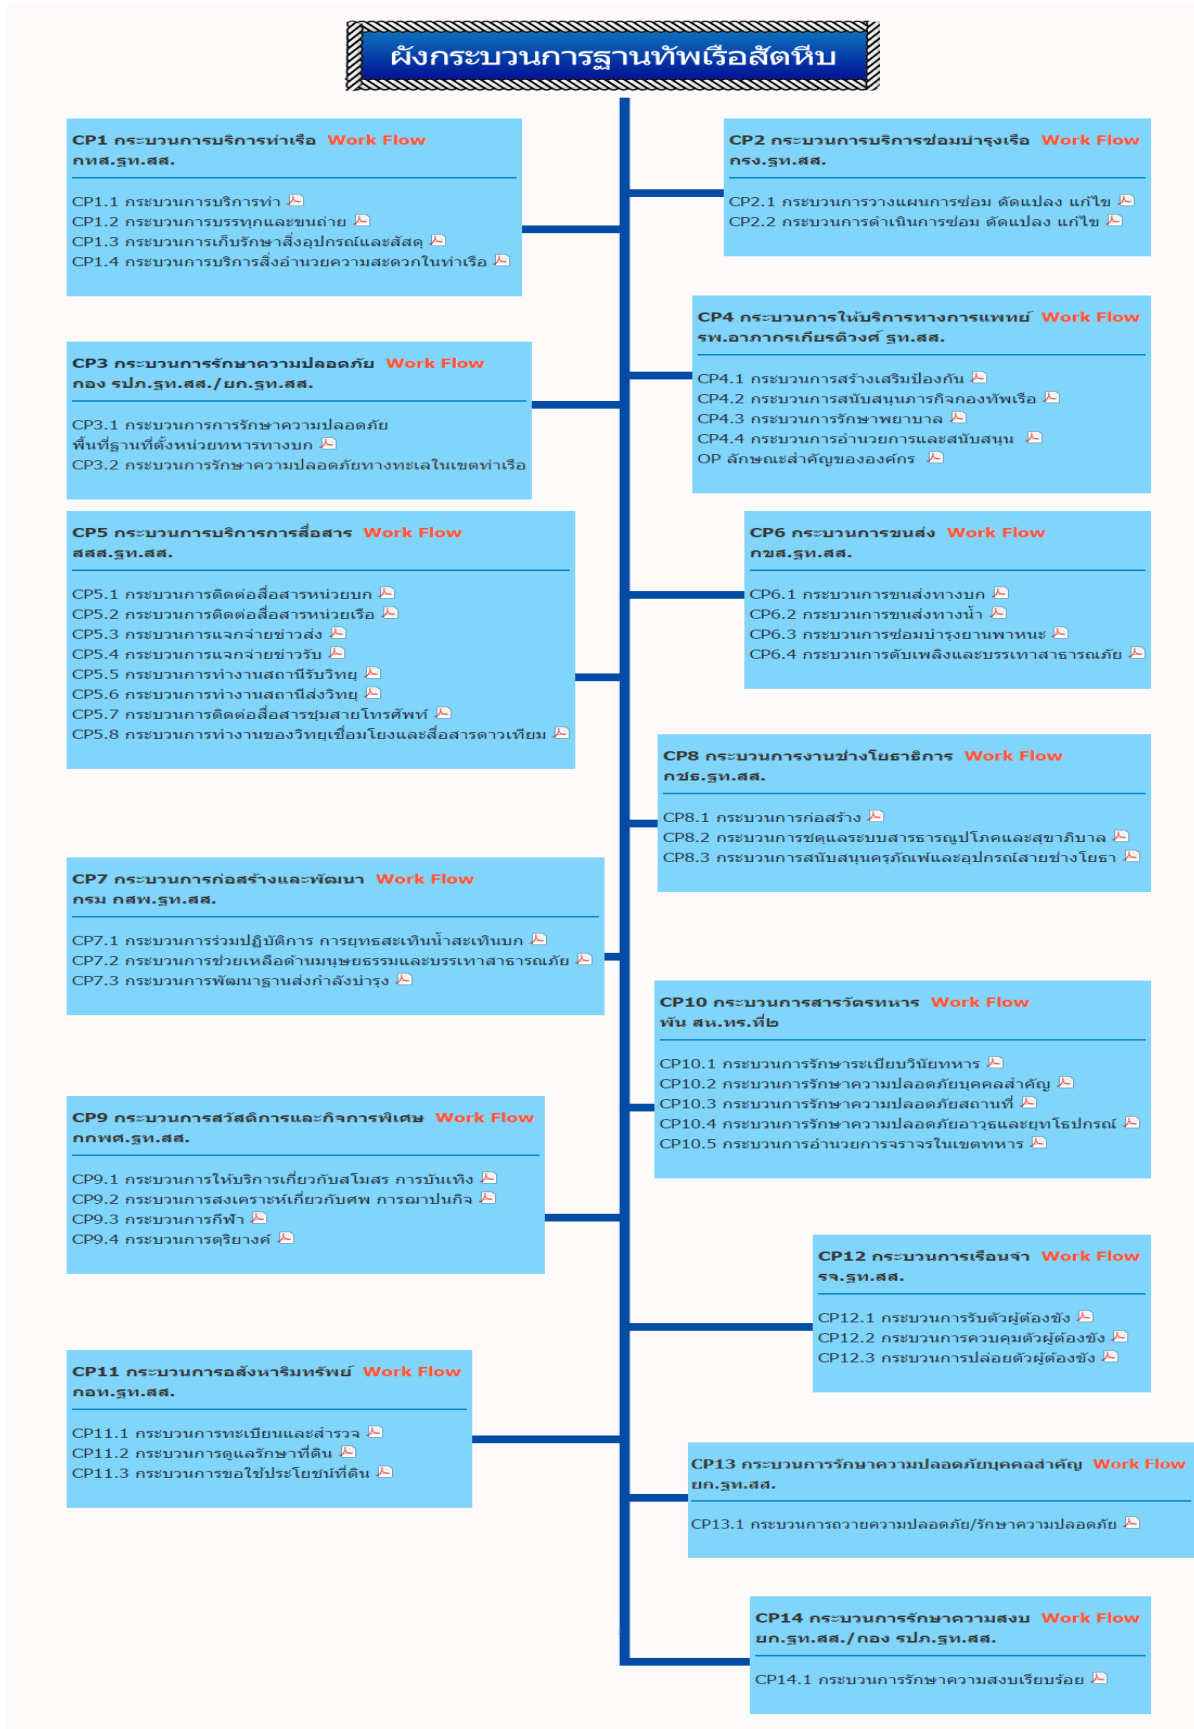 ผังกระบวนการฐานทัพเรือสัตหีบ
CP1 กระบวนการบริการท่าเรือ Work Flow
กทส.ฐท.สส.
CP1.1 กระบวนการบริการท่า
CP1.2 กระบวนการบรรทุกและขนถ่าย
CP1.3 กระบวนการเก็บรักษาสิ่งอุปกรณ์และสัสดุ
CP1.4 กระบวนการบริการสิ่งอำนวยความสะดวกในท่าเรือ
CP2 กระบวนการบริการซ่อมบำรุงเรือ Work Flow
กรง.ฐท.สส.
CP2.1 กระบวนการวางแผนการซ่อม ดัดแปลง แก้ไข
CP2.2 กระบวนการดำเนินการซ่อม ดัดแปลง แก้ไข
CP3 กระบวนการรักษาความปลอดภัย Work Flow
กอง รปภ.ฐท.สส./ยก.ฐท.สส.
CP3.1 กระบวนการการรักษาความปลอดภัย
พื้นที่ฐานที่ตั้งหน่วยทหารทางบก
CP3.2 กระบวนการรักษาความปลอดภัยทางทะเลในเขตท่าเรือ
CP4 กระบวนการให้บริการทางการแพทย์ Work Flow
รพ.อาภากรเกียรติวงศ์ ฐท.สส.
CP4.1 กระบวนการสร้างเสริมป้องกัน
CP4.2 กระบวนการสนับสนุนภารกิจกองทัพเรือ
CP4.3 กระบวนการรักษาพยาบาล
CP4.4 กระบวนการอำนวยการและสนับสนุน
OP ลักษณะสำคัญขององค์กร
CP5 กระบวนการบริการการสื่อสาร Work Flow
สสส.ฐท.สส.
CP5.1 กระบวนการติดต่อสื่อสารหน่วยบก
CP5.2 กระบวนการติดต่อสื่อสารหน่วยเรือ
CP5.3 กระบวนการแจกจ่ายข่าวส่ง
CP5.4 กระบวนการแจกจ่ายข่าวรับ
CP5.5 กระบวนการทำงานสถานีรับวิทยุ
CP5.6 กระบวนการทำงานสถานีส่งวิทยุ
CP5.7 กระบวนการติดต่อสื่อสารชุมสายโทรศัพท์
CP5.8 กระบวนการทำงานของวิทยุเชื่อมโยงและสื่อสารดาวเทียม
CP6 กระบวนการขนส่ง Work Flow
กขส.ฐท.สส.
CP6.1 กระบวนการขนส่งทางบก
CP6.2 กระบวนการขนส่งทางน้ำ
CP6.3 กระบวนการซ่อมบำรุงยานพาหนะ
CP6.4 กระบวนการดับเพลิงและบรรเทาสาธารณภัย
CP7 กระบวนการก่อสร้างและพัฒนา Work Flow
กรม กสพ.ฐท.สส.
CP7.1 กระบวนการร่วมปฏิบัติการ การยุทธสะเทินน้ำสะเทินบก
CP7.2 กระบวนการช่วยเหลือด้านมนุษยธรรมและบรรเทาสาธารณภัย
CP7.3 กระบวนการพัฒนาฐานส่งกำลังบำรุง
CP8 กระบวนการงานช่างโยธาธิการ Work Flow
กชธ.ฐท.สส.
CP8.1 กระบวนการก่อสร้าง
CP8.2 กระบวนการชดูแลระบบสารธารณูปโภคและสุขาภิบาล
CP8.3 กระบวนการสนับสนุนครุภัณฑ์และอุปกรณ์สายช่างโยธา
CP9 กระบวนการสวัสดิการและกิจการพิเศษ Work Flow
กกพศ.ฐท.สส.
CP9.1 กระบวนการให้บริการเกี่ยวกับสโมสร การบันเทิง
CP9.2 กระบวนการสงเคราะห์เกี่ยวกับศพ การฌาปนกิจ
CP9.3 กระบวนการกีฬา
CP9.4 กระบวนการดุริยางค์
CP10 กระบวนการสารวัตรทหาร Work Flow
พัน สห.ทร.ที่๒
CP10.1 กระบวนการรักษาระเบียบวินัยทหาร
CP10.2 กระบวนการรักษาความปลอดภัยบุคคลสำคัญ
CP10.3 กระบวนการรักษาความปลอดภัยสถานที่
CP10.4 กระบวนการรักษาความปลอดภัยอาวุธและยุทโธปกรณ์
CP10.5 กระบวนการอำนวยการจราจรในเขตทหาร
CP11 กระบวนการอสังหาริมทรัพย์ Work Flow
กอท.ฐท.สส.
CP11.1 กระบวนการทะเบียนและสำรวจ
CP11.2 กระบวนการดูแลรักษาที่ดิน
CP11.3 กระบวนการขอใช้ประโยชน์ที่ดิน
CP12 กระบวนการเรือนจำ Work Flow
รจ.ฐท.สส.
CP12.1 กระบวนการรับตัวผู้ต้องขัง
CP12.2 กระบวนการควบคุมตัวผู้ต้องขัง
CP12.3 กระบวนการปล่อยตัวผู้ต้องขัง
CP13 กระบวนการรักษาความปลอดภัยบุคคลสำคัญ Work Flow
ยก.ฐท.สส.
CP13.1 กระบวนการถวายความปลอดภัย/รักษาความปลอดภัย
CP14 กระบวนการรักษาความสงบ Work Flow
ยก.ฐท.สส./กอง รปภ.ฐท.สส.
CP14.1 กระบวนการรักษาความสงบเรียบร้อย